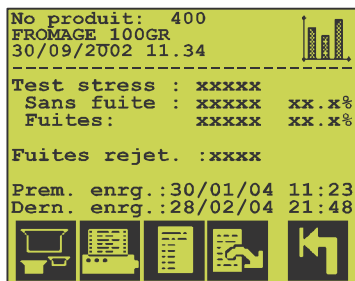 No produit: 400
FROMAGE 100GR
30/09/2002 11.34
Test stress : xxxxx
Sans fuite : xxxxx xx.x%
Fuites: xxxxx xx.x%
Fuites rejet. :xxxx
Prem. enrg.:30/01/04 11:23
Dern. enrg.:28/02/04 21:48